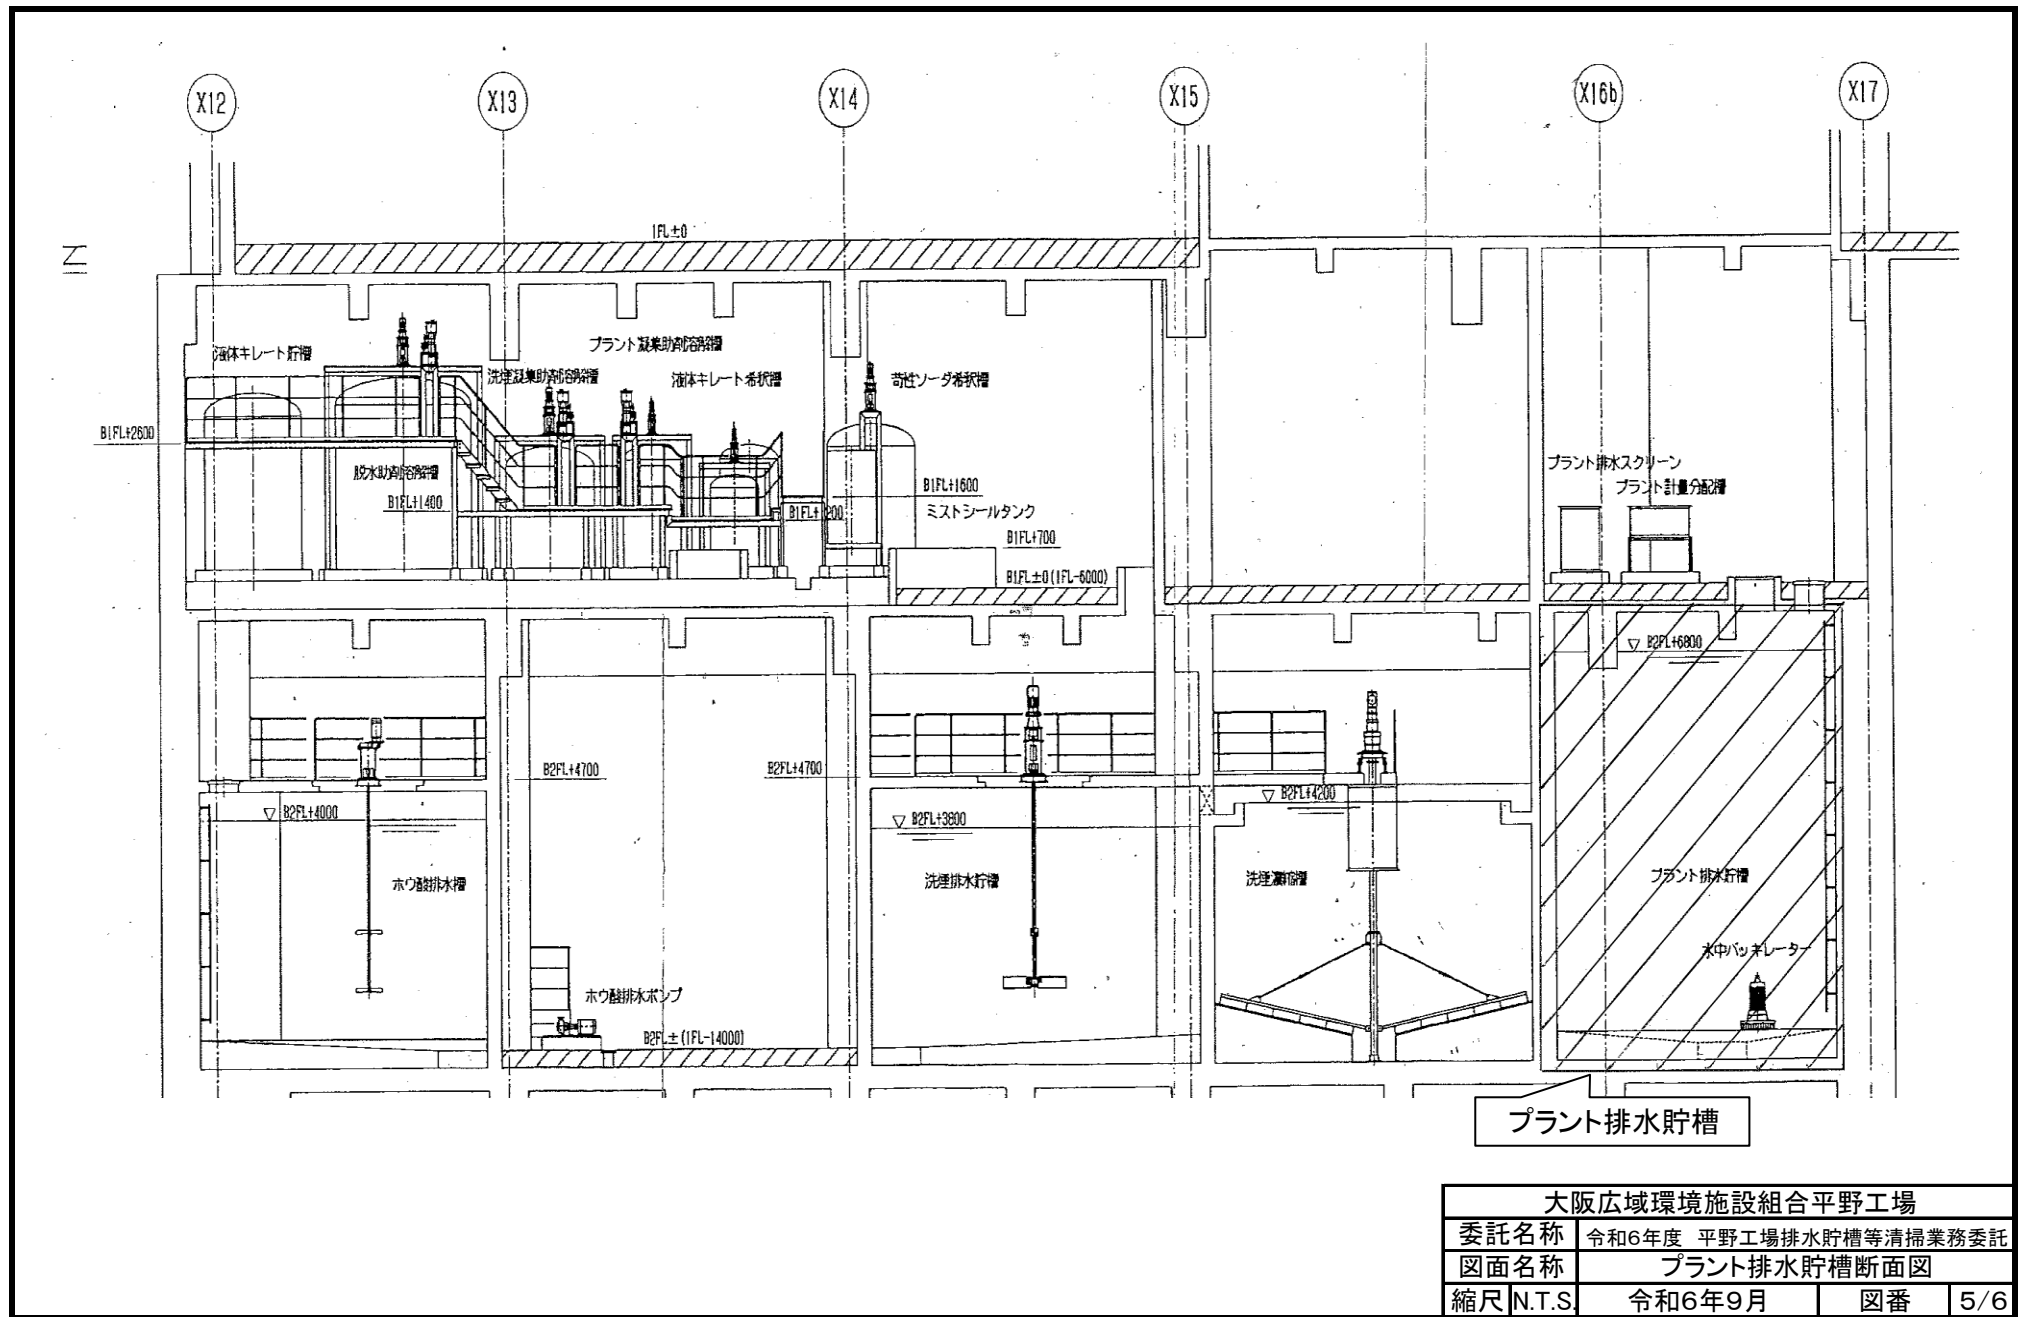 X12
X13
X14
X15
X16b
X17
1FL±0
液体キレート貯槽
プラント凝集助剤溶解槽
洗煙凝集助剤溶解槽
液体キレート希釈槽
苛性ソーダ希釈槽
B1FL+2600
脱水助剤溶解槽
B1FL+1400
B1FL+1600
ミストシールタンク
B1FL+700
B1FL±0(1FL-6000)
プラント排水スクリーン
プラント計量分配槽
B2FL+6800
B2FL+4700
B2FL+4700
B2FL+4000
B2FL+3800
B2FL+4200
ホウ酸排水槽
洗煙排水貯槽
洗煙濃縮槽
プラント排水貯槽
水中バッキレーター
ホウ酸排水ポンプ
B2FL±(1FL-14000)
プラント排水貯槽
大阪広域環境施設組合平野工場
委託名称 令和6年度 平野工場排水貯槽等清掃業務委託
図面名称 プラント排水貯槽断面図
縮尺 N.T.S. 令和6年9月 図番 5/6